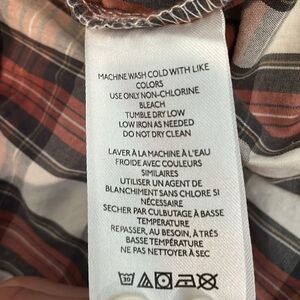 MACHINE WASH COLD WITH LIKE
COLORS
USE ONLY NON-CHLORINE
BLEACH
TUMBLE DRY LOW
LOW IRON AS NEEDED
DO NOT DRY CLEAN
LAVER À LA MACHINE À L'EAU
FROIDE AVEC COULEURS
SIMILAIRES
UTILISER UN AGENT DE
BLANCHIMENT SANS CHLORE SI
NÉCESSAIRE
SECHER PAR CULBUTAGE À BASSE
TEMPERATURE
REPASSER, AU BESOIN, À TRÈS
BASSE TEMPÉRATURE
NE PAS NETTOYER À SEC
30